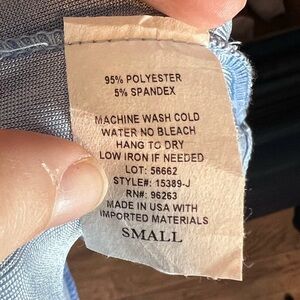 95% POLYESTER
5% SPANDEX
MACHINE WASH COLD
WATER NO BLEACH
HANG TO DRY
LOW IRON IF NEEDED
LOT: 56662
STYLE#: 15389-J
RN#: 96263
MADE IN USA WITH
IMPORTED MATERIALS
SMALL